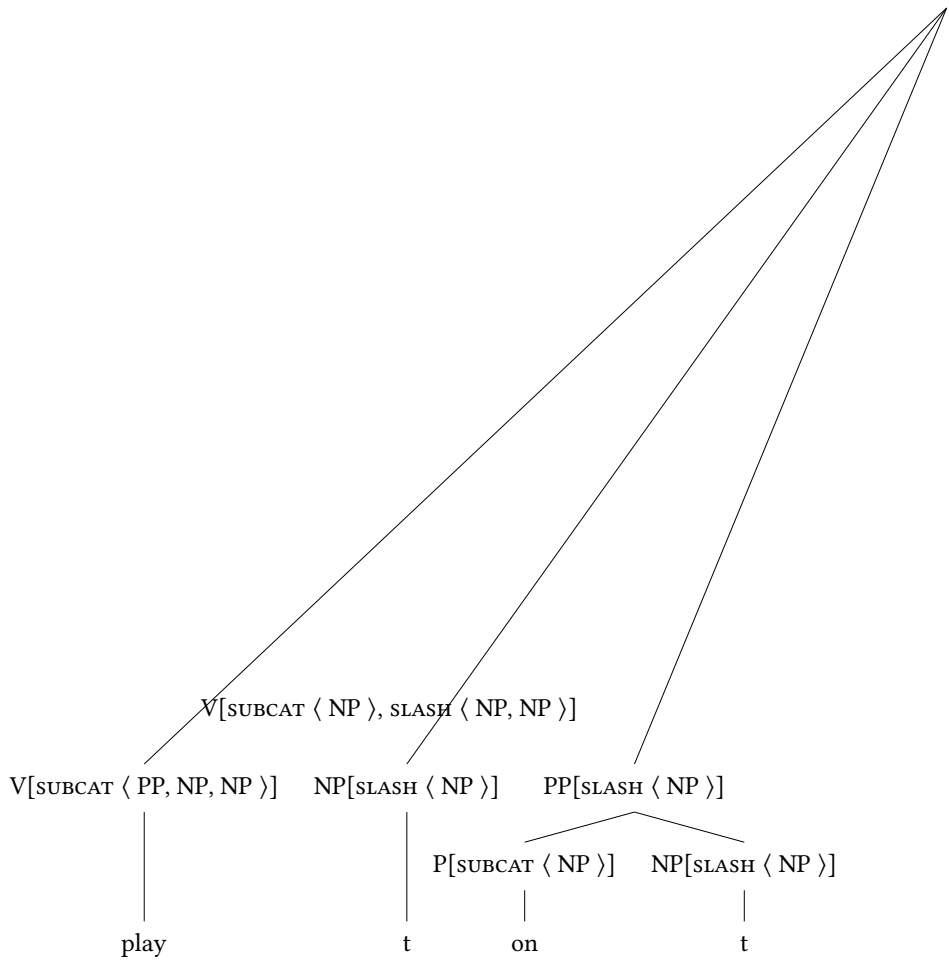 V[SUBCAT ⟨ NP ⟩, SLASH ⟨ NP, NP ⟩]
V[SUBCAT ⟨ PP, NP, NP ⟩] NP[SLASH ⟨ NP ⟩] PP[SLASH ⟨ NP ⟩]
P[SUBCAT ⟨ NP ⟩] NP[SLASH ⟨ NP ⟩]
play t on t